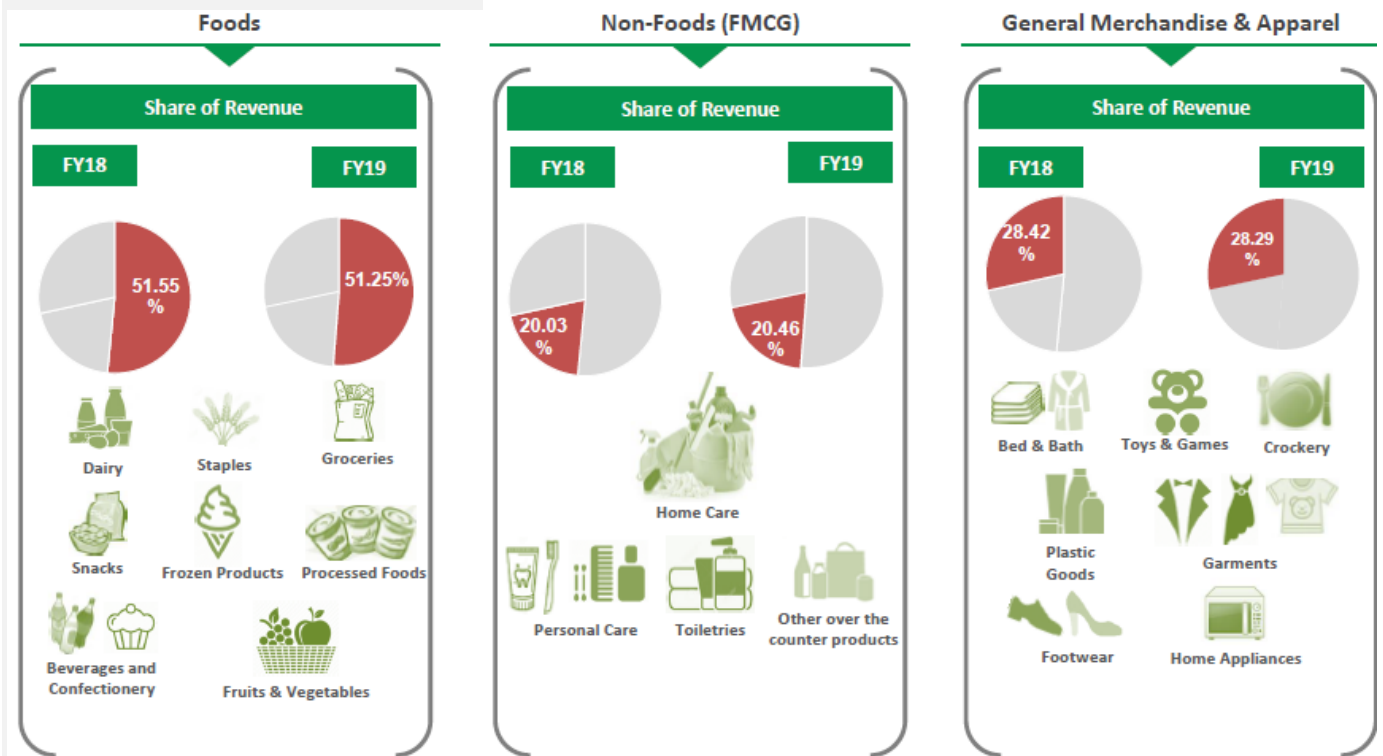 Foods
Share of Revenue
FY18
FY19
51.55
%
51.25%
Dairy
Staples
Groceries
Snacks
Frozen Products
Processed Foods
Beverages and
Confectionery
Fruits & Vegetables
Non-Foods (FMCG)
Share of Revenue
FY18
FY19
20.03
%
20.46
%
Home Care
Personal Care
Toiletries
Other over the
counter products
General Merchandise & Apparel
Share of Revenue
FY18
FY19
28.42
%
28.29
%
Bed & Bath
Toys & Games
Crockery
Plastic
Goods
Garments
Footwear
Home Appliances